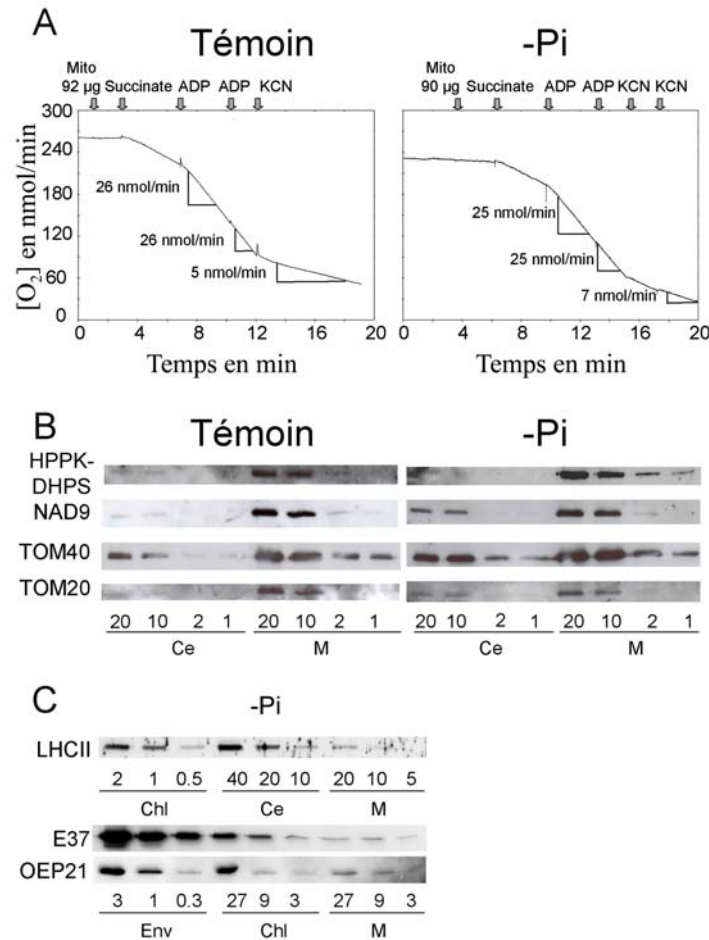 A
Témoin
-Pi
Mito
92 µg Succinate ADP ADP KCN
Mito
90 µg Succinate ADP ADP KCN KCN
[O2] en nmol/min
300
240
180
120
60
0
26 nmol/min
26 nmol/min
5 nmol/min
25 nmol/min
25 nmol/min
7 nmol/min
0 4 8 12 16 20
0 4 8 12 16 20
Temps en min
Temps en min
B
Témoin
-Pi
HPPK-
DHPS
NAD9
TOM40
TOM20
20 10 2 1 20 10 2 1 20 10 2 1 20 10 2 1
Ce M Ce M
C
-Pi
LHCII
2 1 0.5 40 20 10 20 10 5
Chl Ce M
E37
OEP21
3 1 0.3 27 9 3 27 9 3
Env Chl M